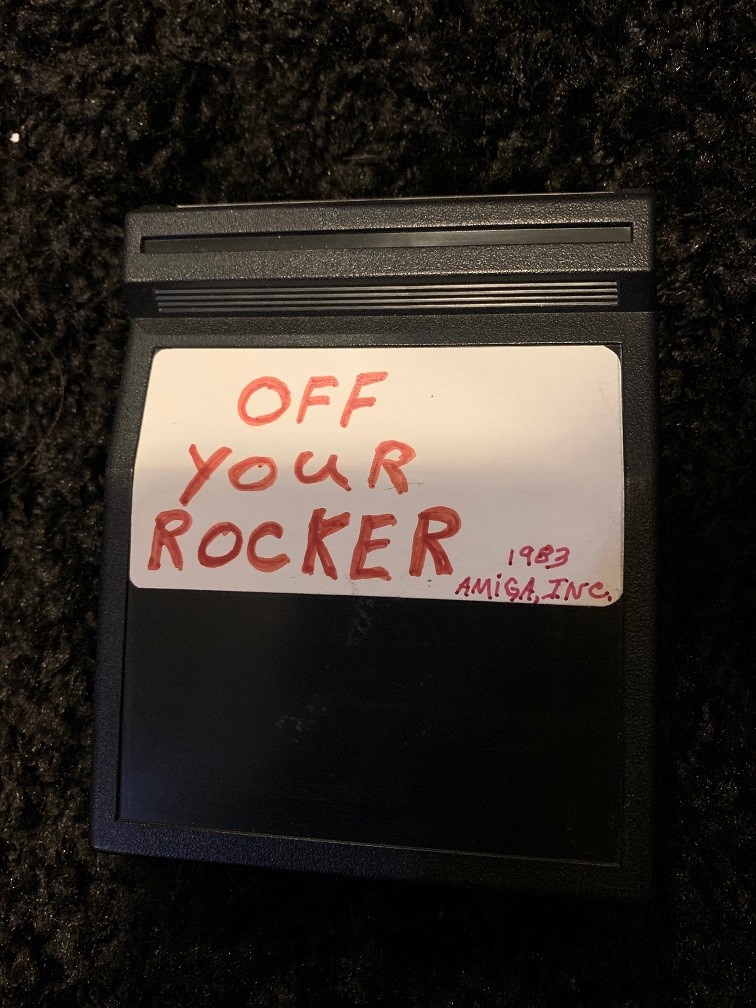 OFF
YOUR
ROCKER
1983
AMiGA, INC.